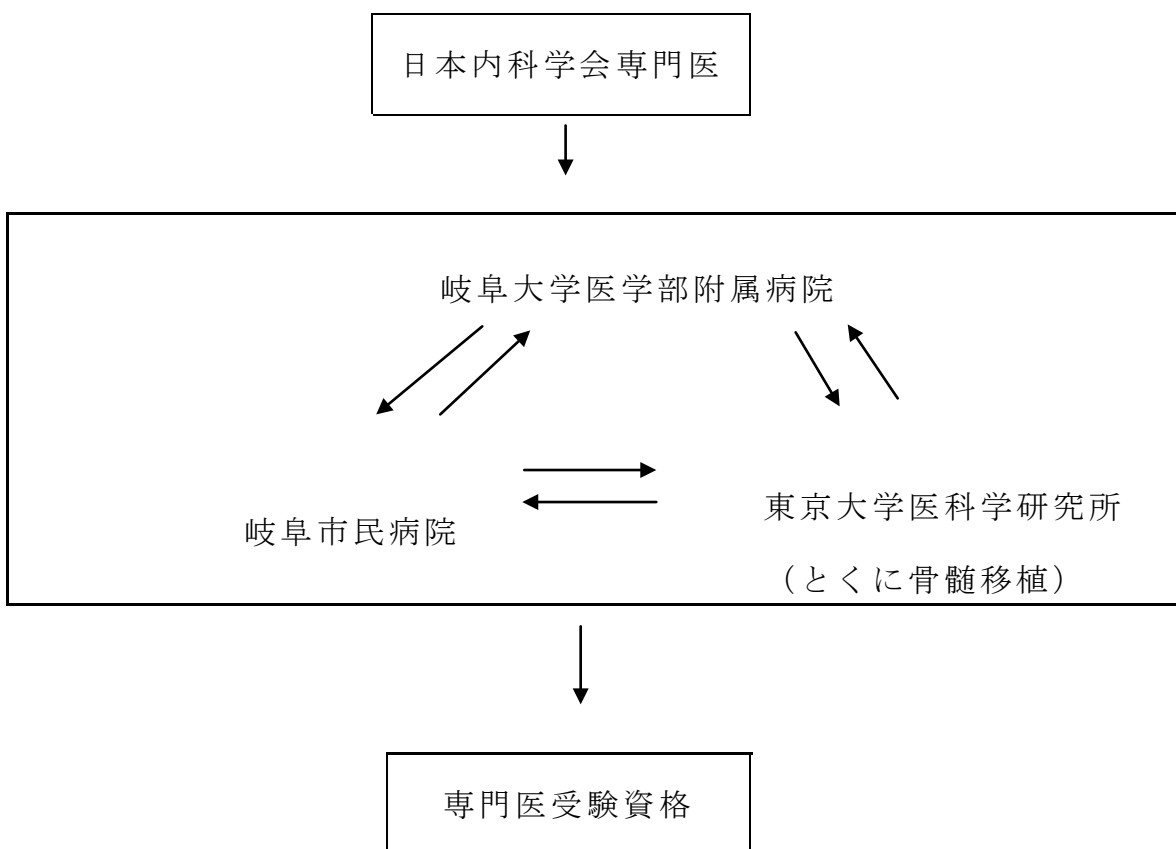 日本内科学会専門医
岐阜大学医学部附属病院
岐阜市民病院
東京大学医科学研究所
（とくに骨髄移植）
専門医受験資格